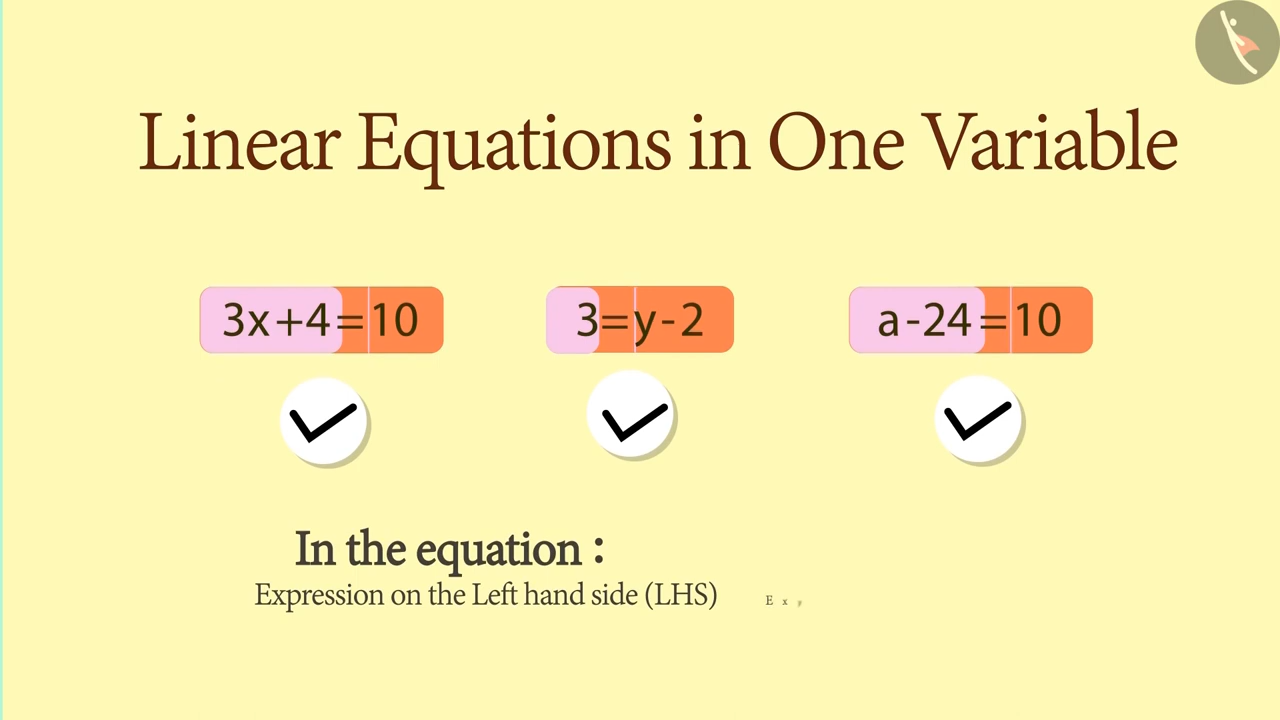 Linear Equations in One Variable
3x+4=10 3=y-2 a-24=10
In the equation :
Expression on the Left hand side (LHS) E x